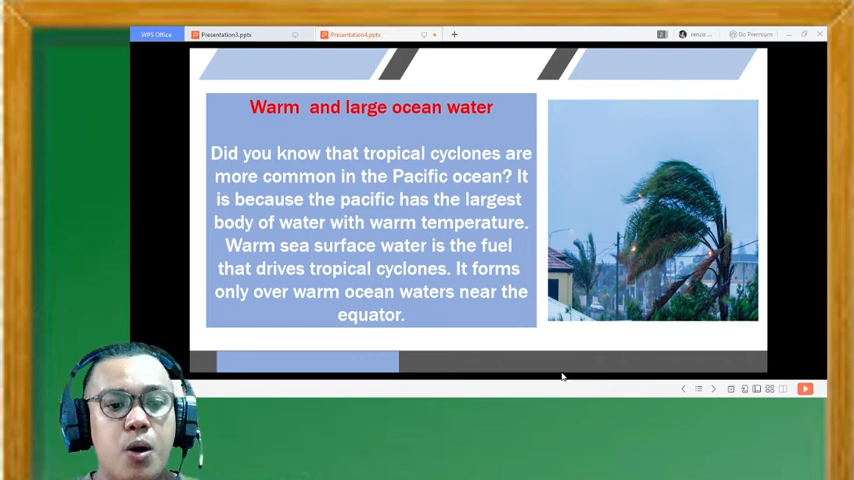 WPS Office
Presentation3.pptx
Presentation4.pptx
renzo ...
Go Premium
Warm and large ocean water
Did you know that tropical cyclones are
more common in the Pacific ocean? It
is because the pacific has the largest
body of water with warm temperature.
Warm sea surface water is the fuel
that drives tropical cyclones. It forms
only over warm ocean waters near the
equator.